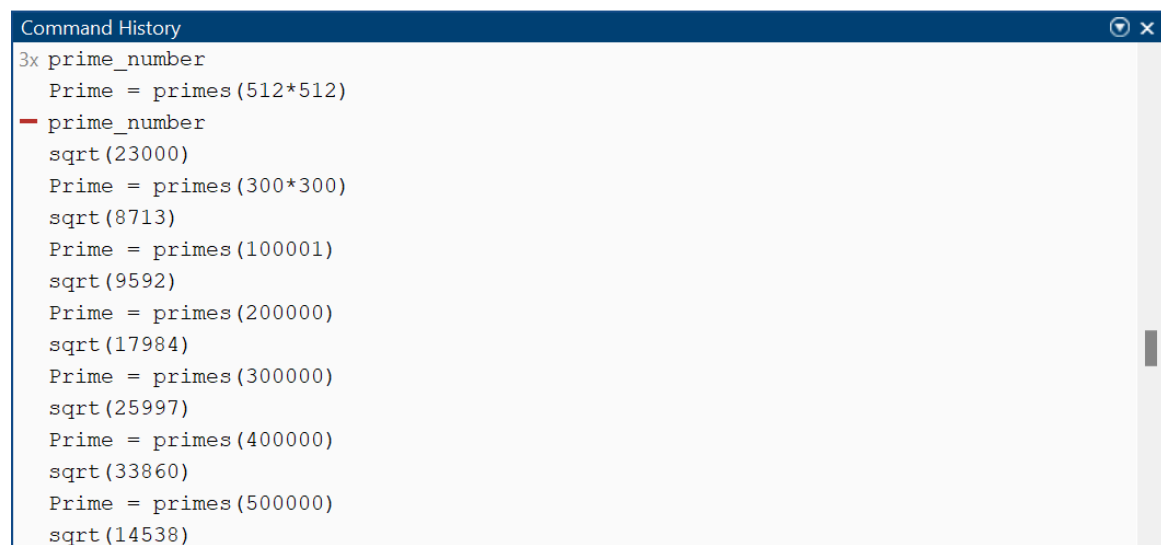 Command History
3x prime_number
Prime = primes(512*512)
prime_number
sqrt(23000)
Prime = primes(300*300)
sqrt(8713)
Prime = primes(100001)
sqrt(9592)
Prime = primes(200000)
sqrt(17984)
Prime = primes(300000)
sqrt(25997)
Prime = primes(400000)
sqrt(33860)
Prime = primes(500000)
sqrt(14538)